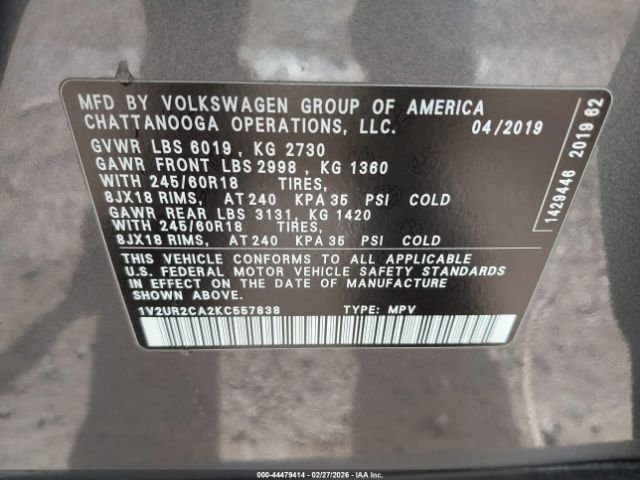 MFD BY VOLKSWAGEN GROUP OF AMERICA
CHATTANOOGA OPERATIONS, LLC. 04/2019
GVWR LBS 6019, KG 2730
GAWR FRONT LBS 2998, KG 1360
WITH 245/60R18 TIRES,
8JX18 RIMS, AT 240 KPA 35 PSI COLD
GAWR REAR LBS 3131, KG 1420
WITH 245/60R18 TIRES,
8JX18 RIMS, AT 240 KPA 35 PSI COLD
THIS VEHICLE CONFORMS TO ALL APPLICABLE
U.S. FEDERAL MOTOR VEHICLE SAFETY STANDARDS
IN EFFECT ON THE DATE OF MANUFACTURE
SHOWN ABOVE.
1V2UR2CA2KC557838 TYPE: MPV
1429446 2019 62
000-44479414 - 02/27/2026 - IAA, Inc.